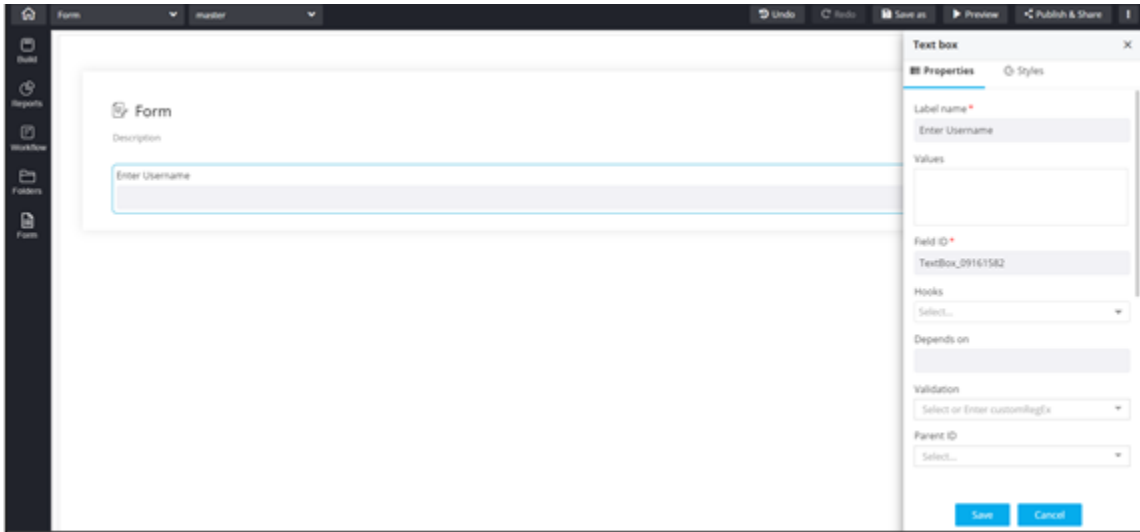 Form
master
Undo
Redo
Save as
Preview
Publish & Share
Build
Reports
Workflow
Folders
Form
Form
Description
Enter Username
Text box
Properties
Styles
Label name*
Enter Username
Values
Field ID*
TextBox_09161582
Hooks
Select...
Depends on
Validation
Select or Enter customRegEx
Parent ID
Select...
Save
Cancel